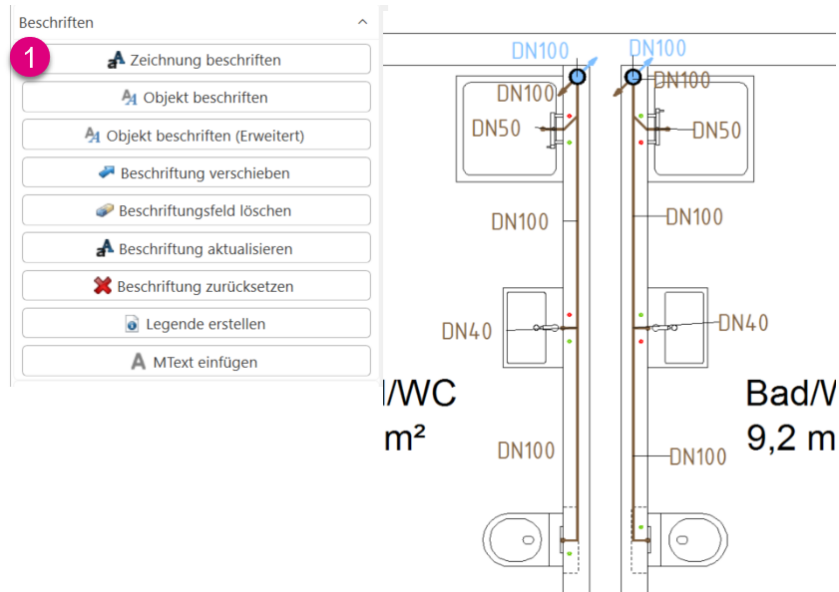 Beschriften
1
Zeichnung beschriften
Objekt beschriften
Objekt beschriften (Erweitert)
Beschriftung verschieben
Beschriftungsfeld löschen
Beschriftung aktualisieren
Beschriftung zurücksetzen
Legende erstellen
MText einfügen
DN100 DN100
DN100 DN100
DN50 DN50
DN100 DN100
DN40 DN40
/WC Bad/W
m² 9,2 m
DN100 DN100